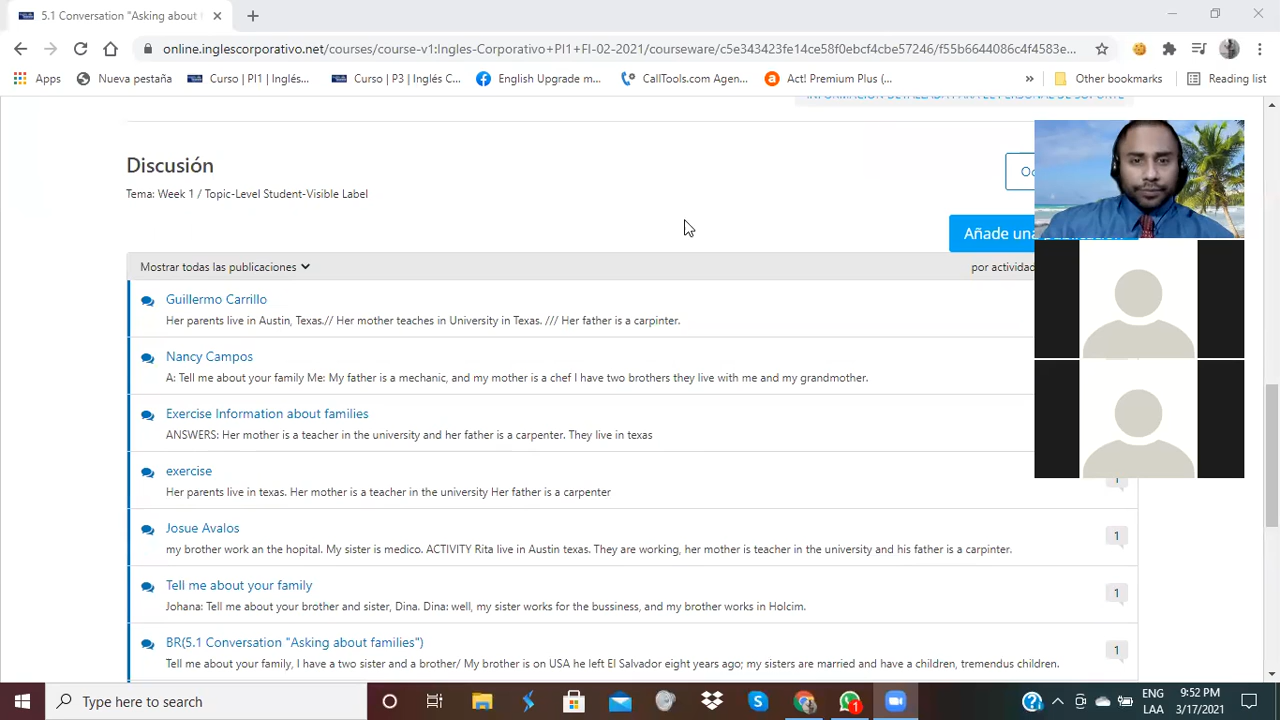 5.1 Conversation "Asking about
online.inglescorporativo.net/courses/course-v1:Ingles-Corporativo+PI1+FI-02-2021/courseware/c5e343423fe14ce58f0ebcf4cbe57246/f55b6644086c4f4583e...
Apps Nueva pestaña Curso | PI1 | Inglés... Curso | P3 | Inglés C... English Upgrade m... CallTools.com Agen... Act! Premium Plus (... » Other bookmarks Reading list
INFORMACIÓN DETALLADA PARA EL PERSONAL DE SOPORTE
Discusión
Tema: Week 1 / Topic-Level Student-Visible Label
Añade una
Mostrar todas las publicaciones por actividad
Guillermo Carrillo
Her parents live in Austin, Texas.// Her mother teaches in University in Texas. /// Her father is a carpinter.
Nancy Campos
A: Tell me about your family Me: My father is a mechanic, and my mother is a chef I have two brothers they live with me and my grandmother.
Exercise Information about families
ANSWERS: Her mother is a teacher in the university and her father is a carpenter. They live in texas
exercise
Her parents live in texas. Her mother is a teacher in the university Her father is a carpenter
Josue Avalos
my brother work an the hopital. My sister is medico. ACTIVITY Rita live in Austin texas. They are working, her mother is teacher in the university and his father is a carpinter.
1
Tell me about your family
Johana: Tell me about your brother and sister, Dina. Dina: well, my sister works for the bussiness, and my brother works in Holcim.
1
BR(5.1 Conversation "Asking about families")
Tell me about your family, I have a two sister and a brother/ My brother is on USA he left El Salvador eight years ago; my sisters are married and have a children, tremendus children.
1
Type here to search
1
ENG
LAA
9:52 PM
3/17/2021